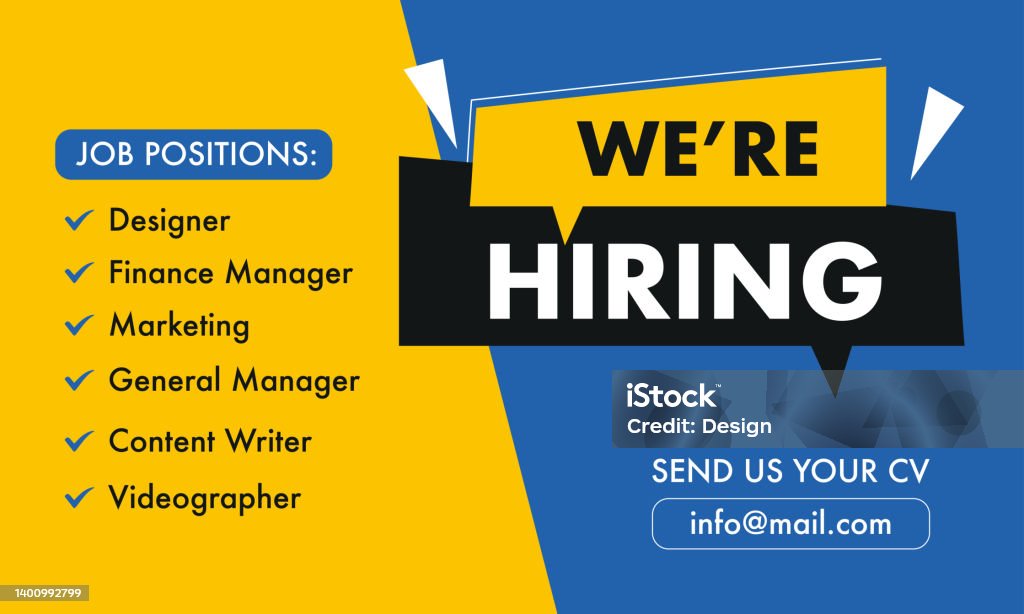 JOB POSITIONS:
Designer
Finance Manager
Marketing
General Manager
Content Writer
Videographer
WE’RE
HIRING
iStock™
Credit: Design
SEND US YOUR CV
info@mail.com
1400992799